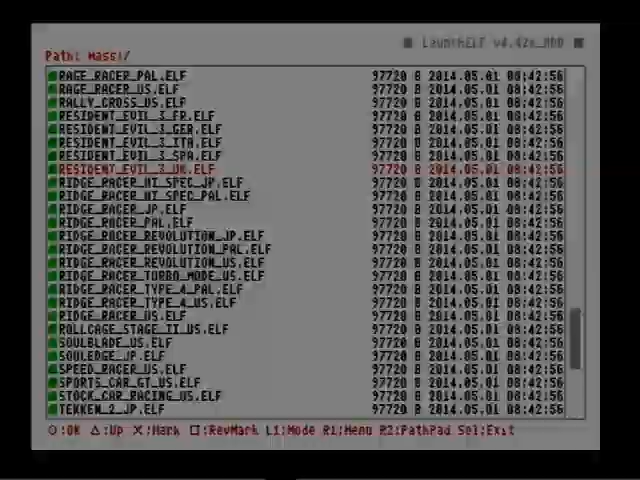 LaunchELF v4.42a_MOD
Path: mass:/
RAGE_RACER_PAL.ELF 97720 B 2014.05.01 08:42:56
RAGE_RACER_US.ELF 97720 B 2014.05.01 08:42:56
RALLY_CROSS_US.ELF 97720 B 2014.05.01 08:42:56
RESIDENT_EVIL_3_FR.ELF 97720 B 2014.05.01 08:42:56
RESIDENT_EVIL_3_GER.ELF 97720 B 2014.05.01 08:42:56
RESIDENT_EVIL_3_ITA.ELF 97720 B 2014.05.01 08:42:56
RESIDENT_EVIL_3_SPA.ELF 97720 B 2014.05.01 08:42:56
RESIDENT_EVIL_3_UK.ELF 97720 B 2014.05.01 08:42:56
RIDGE_RACER_HI_SPEC_JP.ELF 97720 B 2014.05.01 08:42:56
RIDGE_RACER_HI_SPEC_PAL.ELF 97720 B 2014.05.01 08:42:56
RIDGE_RACER_JP.ELF 97720 B 2014.05.01 08:42:56
RIDGE_RACER_PAL.ELF 97720 B 2014.05.01 08:42:56
RIDGE_RACER_REVOLUTION_JP.ELF 97720 B 2014.05.01 08:42:56
RIDGE_RACER_REVOLUTION_PAL.ELF 97720 B 2014.05.01 08:42:56
RIDGE_RACER_REVOLUTION_US.ELF 97720 B 2014.05.01 08:42:56
RIDGE_RACER_TURBO_MODE_US.ELF 97720 B 2014.05.01 08:42:56
RIDGE_RACER_TYPE_4_PAL.ELF 97720 B 2014.05.01 08:42:56
RIDGE_RACER_TYPE_4_US.ELF 97720 B 2014.05.01 08:42:56
RIDGE_RACER_US.ELF 97720 B 2014.05.01 08:42:56
ROLLCAGE_STAGE_II_US.ELF 97720 B 2014.05.01 08:42:56
SOULBLADE_US.ELF 97720 B 2014.05.01 08:42:56
SOULEDGE_JP.ELF 97720 B 2014.05.01 08:42:56
SPEED_RACER_US.ELF 97720 B 2014.05.01 08:42:56
SPORTS_CAR_GT_US.ELF 97720 B 2014.05.01 08:42:56
STOCK_CAR_RACING_US.ELF 97720 B 2014.05.01 08:42:56
TEKKEN_2_JP.ELF 97720 B 2014.05.01 08:42:56
○:OK △:Up ×:Mark □:RevMark L1:Mode R1:Menu R2:PathPad Sel:Exit